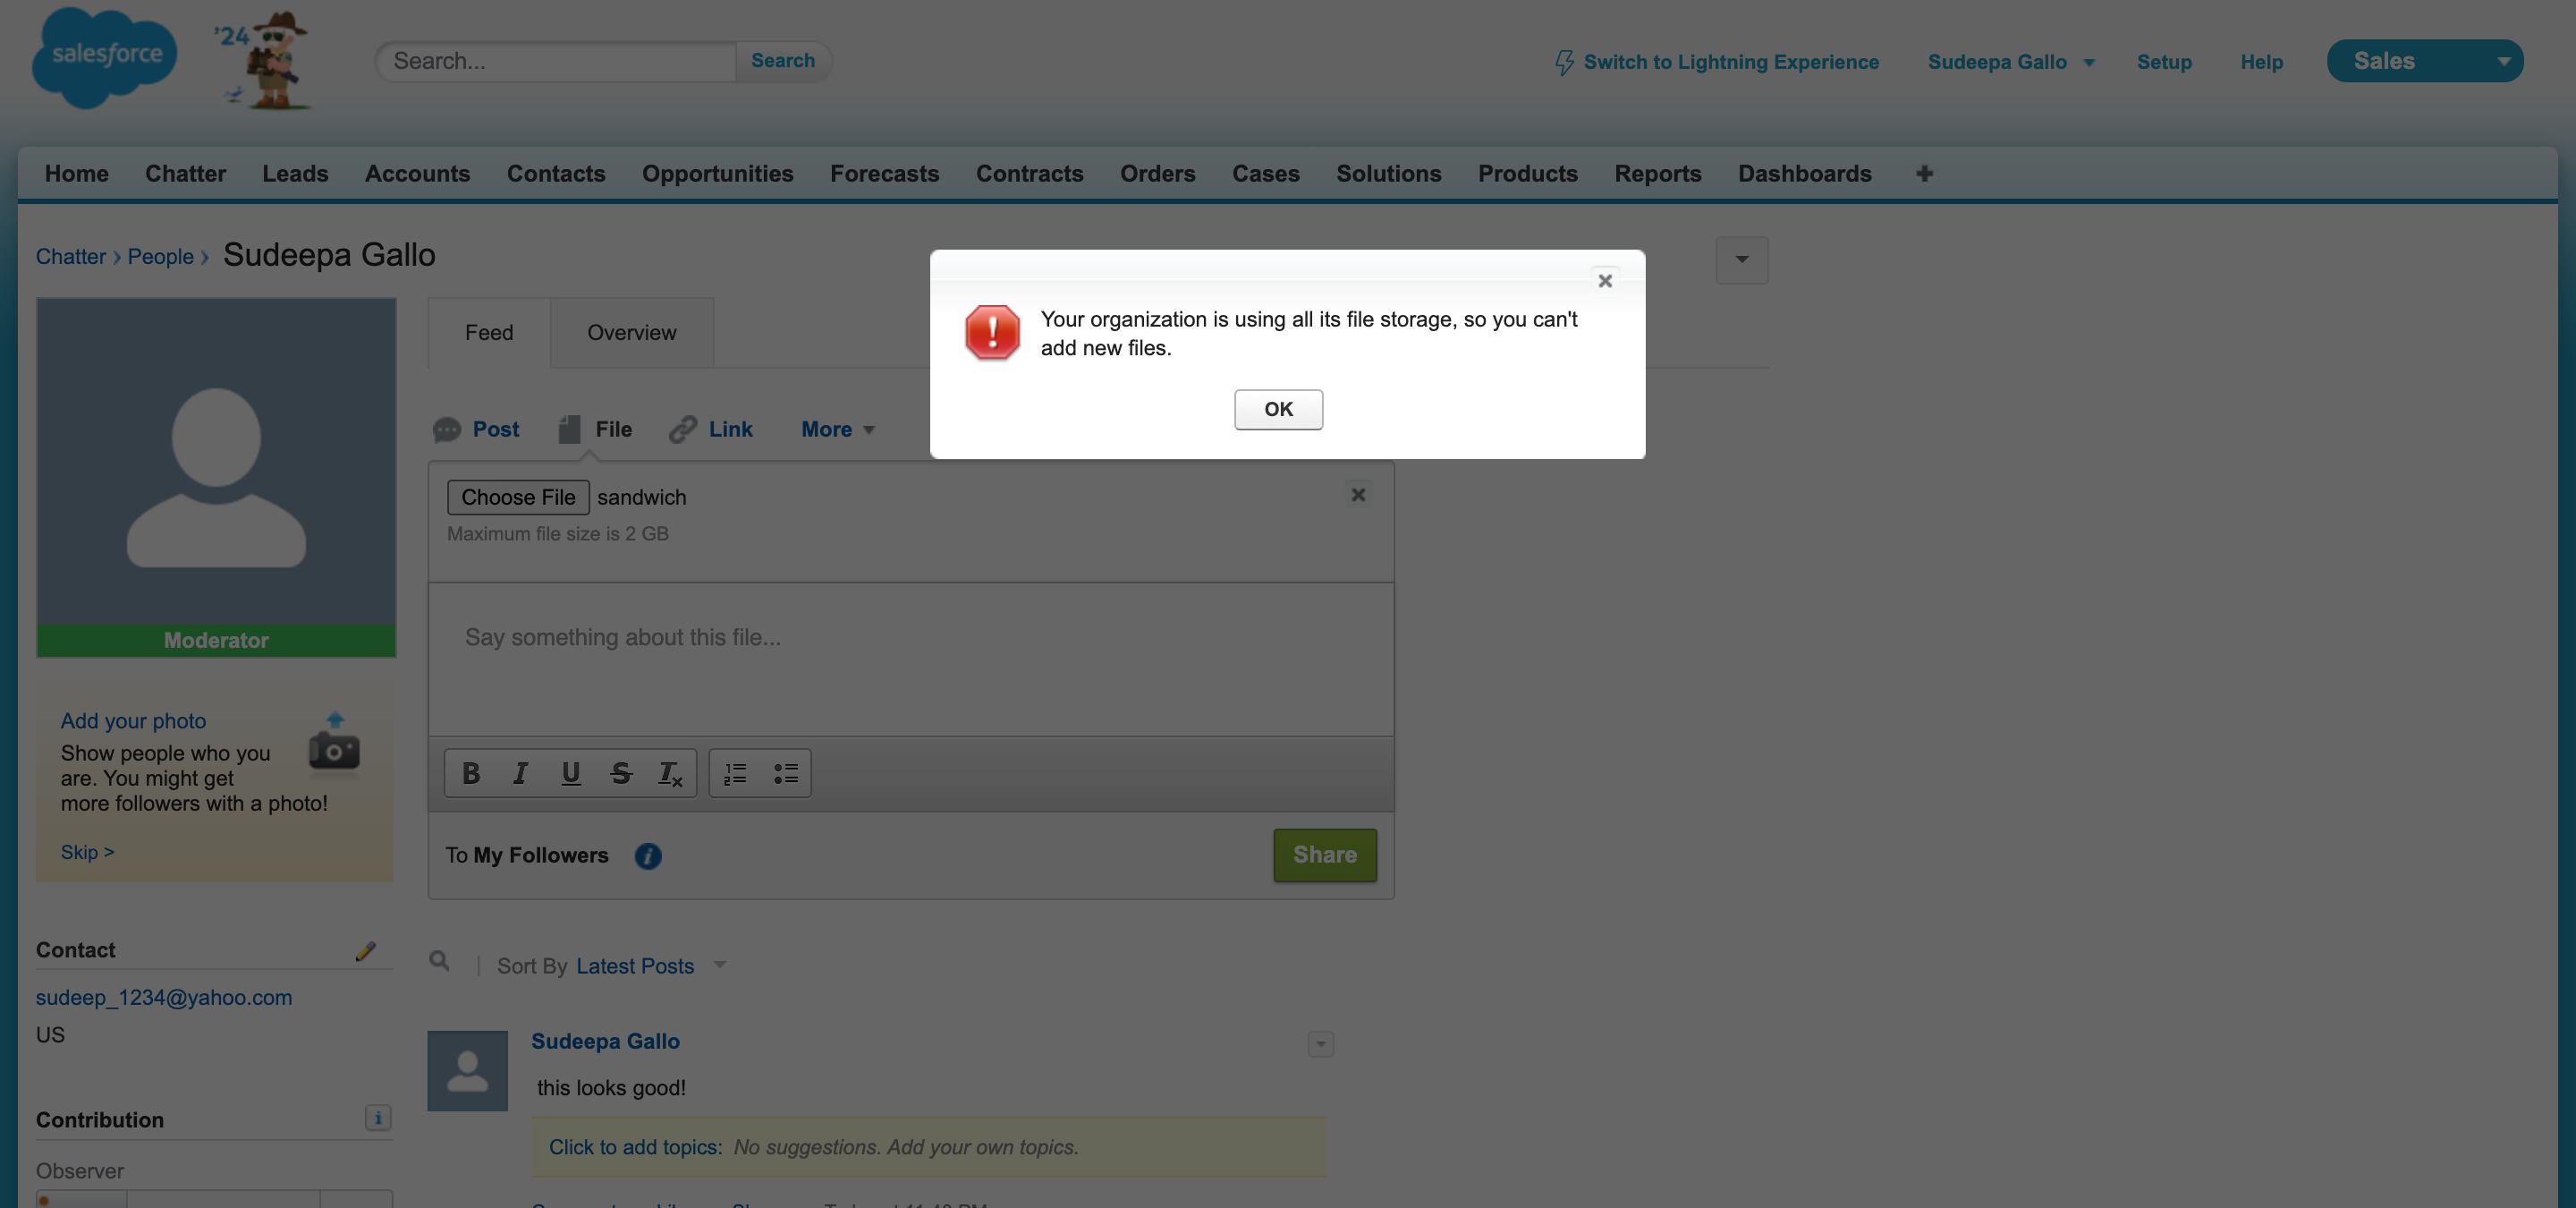 salesforce
'24
Search...
Search
Switch to Lightning Experience
Sudeepa Gallo
Setup
Help
Sales
Home
Chatter
Leads
Accounts
Contacts
Opportunities
Forecasts
Contracts
Orders
Cases
Solutions
Products
Reports
Dashboards
Chatter › People › Sudeepa Gallo
Your organization is using all its file storage, so you can't
add new files.
OK
Feed
Overview
Post
File
Link
More
Choose File sandwich
Maximum file size is 2 GB
Say something about this file...
To My Followers
Share
Moderator
Add your photo
Show people who you
are. You might get
more followers with a photo!
Skip >
Contact
sudeep_1234@yahoo.com
US
Contribution
Observer
Sort By Latest Posts
Sudeepa Gallo
this looks good!
Click to add topics: No suggestions. Add your own topics.